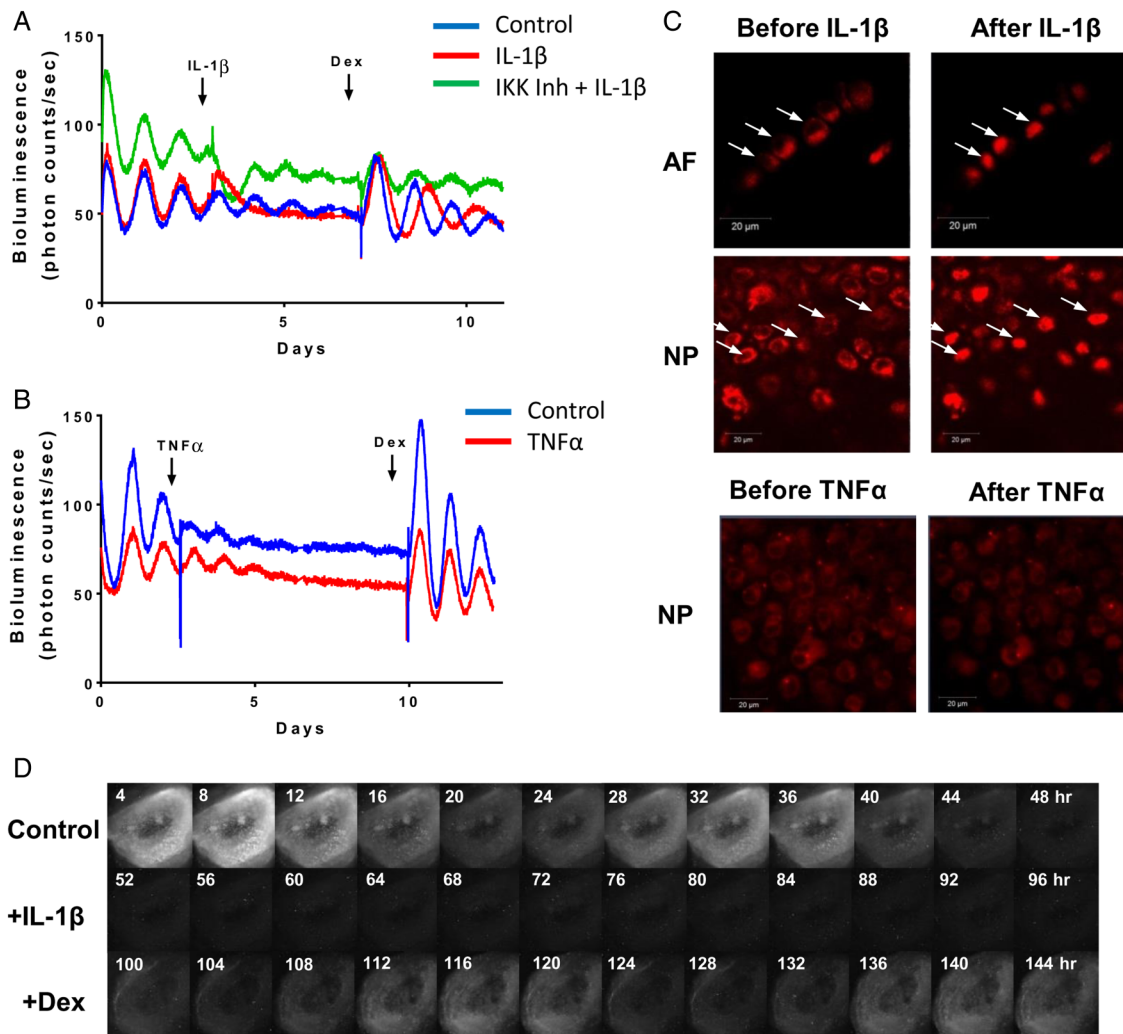 A
150
100
50
0
Bioluminescence
(photon counts/sec)
IL-1β
Dex
Control
IL-1β
IKK Inh + IL-1β
0
5
10
Days
B
150
100
50
0
Bioluminescence
(photon counts/sec)
TNFα
Dex
Control
TNFα
0
5
10
Days
C
Before IL-1β
After IL-1β
AF
20 µm
20 µm
NP
20 µm
20 µm
Before TNFα
After TNFα
NP
20 µm
20 µm
D
Control
4 8 12 16 20 24 28 32 36 40 44 48 hr
+IL-1β
52 56 60 64 68 72 76 80 84 88 92 96 hr
+Dex
100 104 108 112 116 120 124 128 132 136 140 144 hr